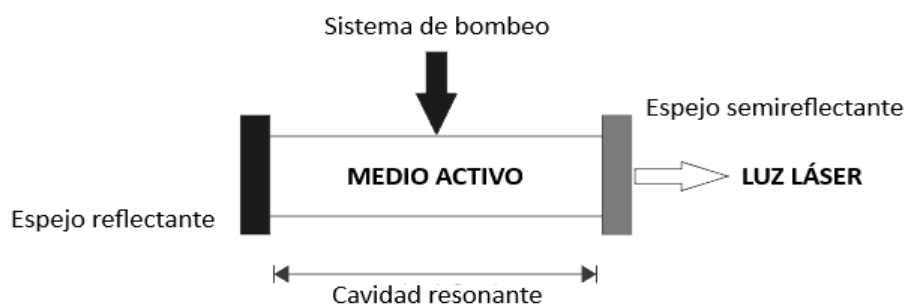 Sistema de bombeo
Espejo semireflectante
MEDIO ACTIVO
LUZ LÁSER
Espejo reflectante
Cavidad resonante